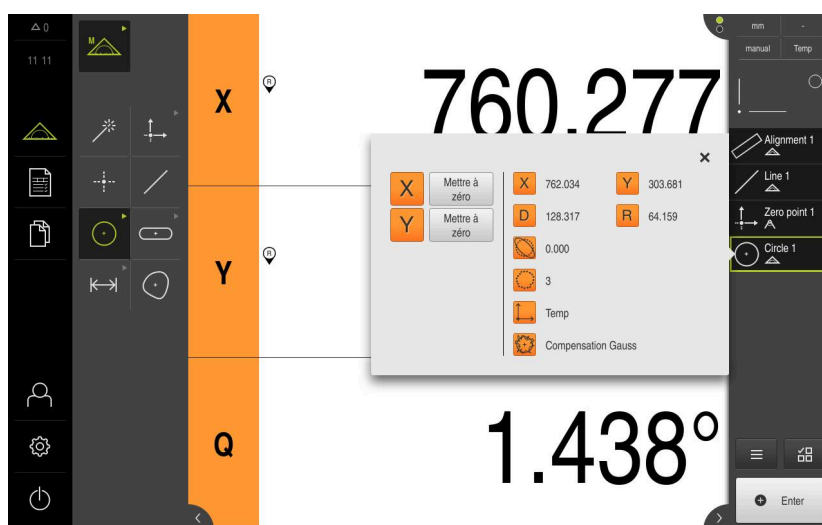 0
11 11
M
X
R
760.277
Y
R
Q
1.438°
X Mettre à zéro
Y Mettre à zéro
X 762.034 Y 303.681
D 128.317 R 64.159
0.000
3
Temp
Compensation Gauss
mm -
manual Temp
Alignment 1
Line 1
Zero point 1
Circle 1
Enter